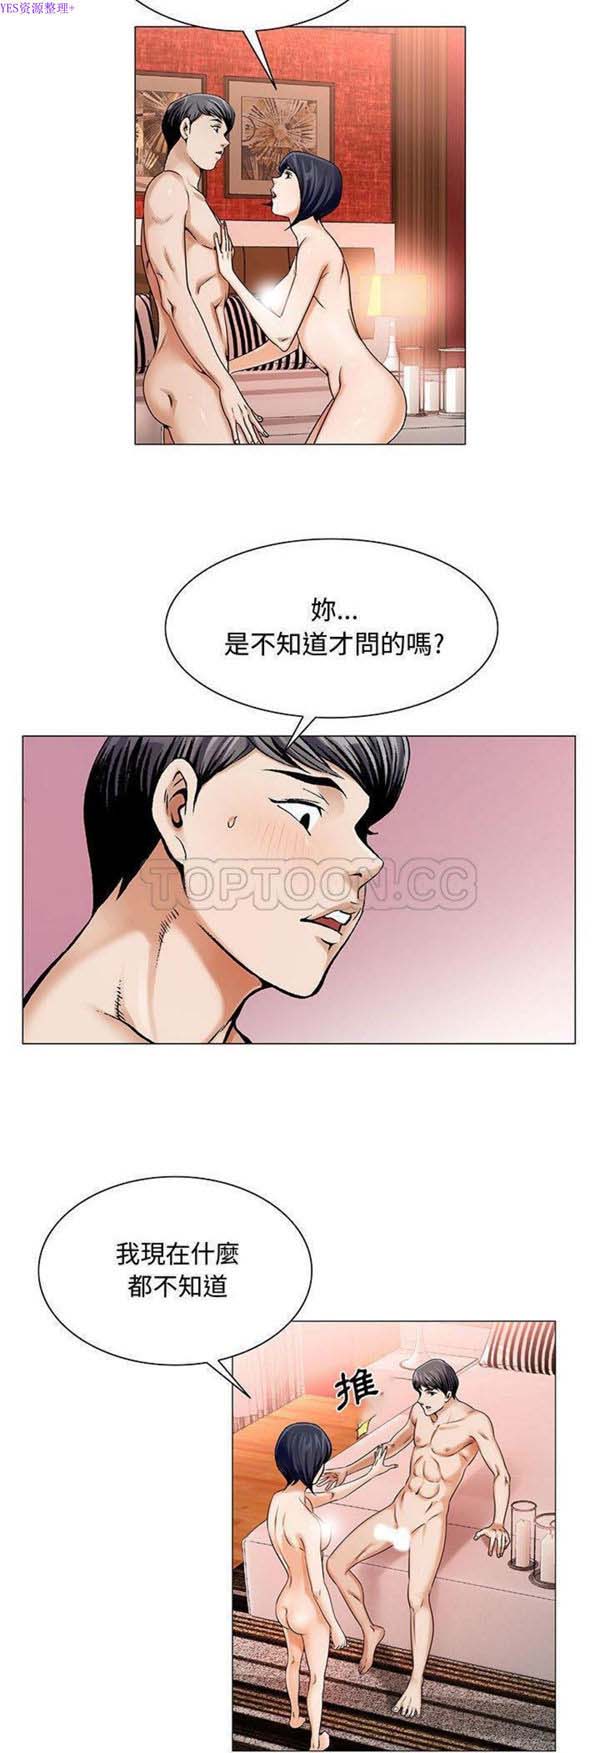 YES资源整理+
妳...
是不知道才問的嗎?
TOPTOON.CC
我現在什麼
都不知道
推